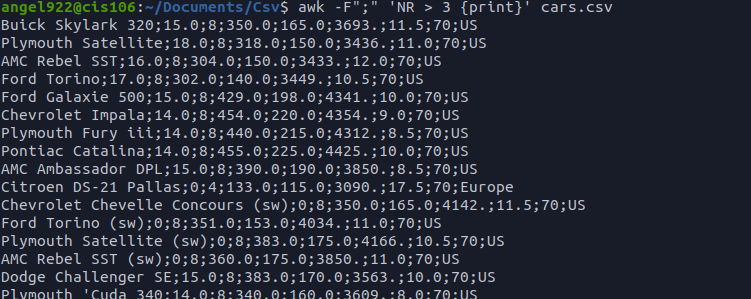 angel922@cis106:~/Documents/Csv$ awk -F";" 'NR > 3 {print}' cars.csv
Buick Skylark 320;15.0;8;350.0;165.0;3693.;11.5;70;US
Plymouth Satellite;18.0;8;318.0;150.0;3436.;11.0;70;US
AMC Rebel SST;16.0;8;304.0;150.0;3433.;12.0;70;US
Ford Torino;17.0;8;302.0;140.0;3449.;10.5;70;US
Ford Galaxie 500;15.0;8;429.0;198.0;4341.;10.0;70;US
Chevrolet Impala;14.0;8;454.0;220.0;4354.;9.0;70;US
Plymouth Fury iii;14.0;8;440.0;215.0;4312.;8.5;70;US
Pontiac Catalina;14.0;8;455.0;225.0;4425.;10.0;70;US
AMC Ambassador DPL;15.0;8;390.0;190.0;3850.;8.5;70;US
Citroen DS-21 Pallas;0;4;133.0;115.0;3090.;17.5;70;Europe
Chevrolet Chevelle Concours (sw);0;8;350.0;165.0;4142.;11.5;70;US
Ford Torino (sw);0;8;351.0;153.0;4034.;11.0;70;US
Plymouth Satellite (sw);0;8;383.0;175.0;4166.;10.5;70;US
AMC Rebel SST (sw);0;8;360.0;175.0;3850.;11.0;70;US
Dodge Challenger SE;15.0;8;383.0;170.0;3563.;10.0;70;US
Plymouth 'Cuda 340;14.0;8;340.0;160.0;3609.;8.0;70;US